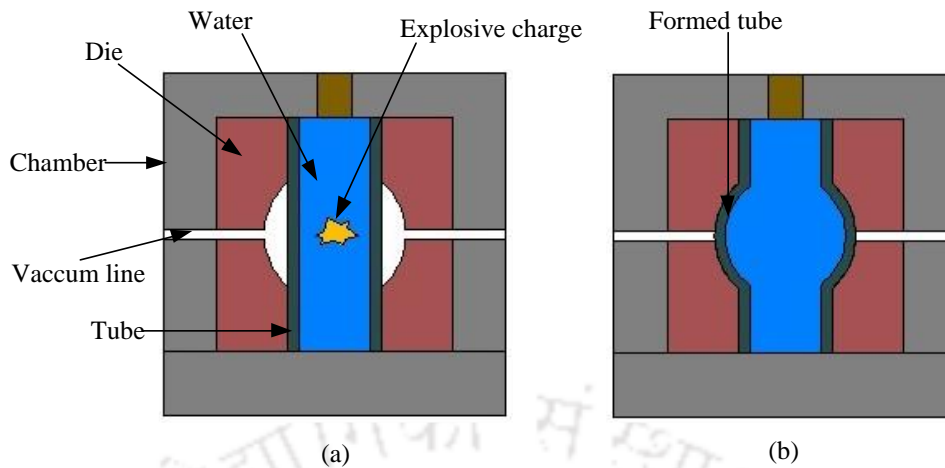 Water
Explosive charge
Formed tube
Die
Chamber
Vaccum line
Tube
(a)
(b)